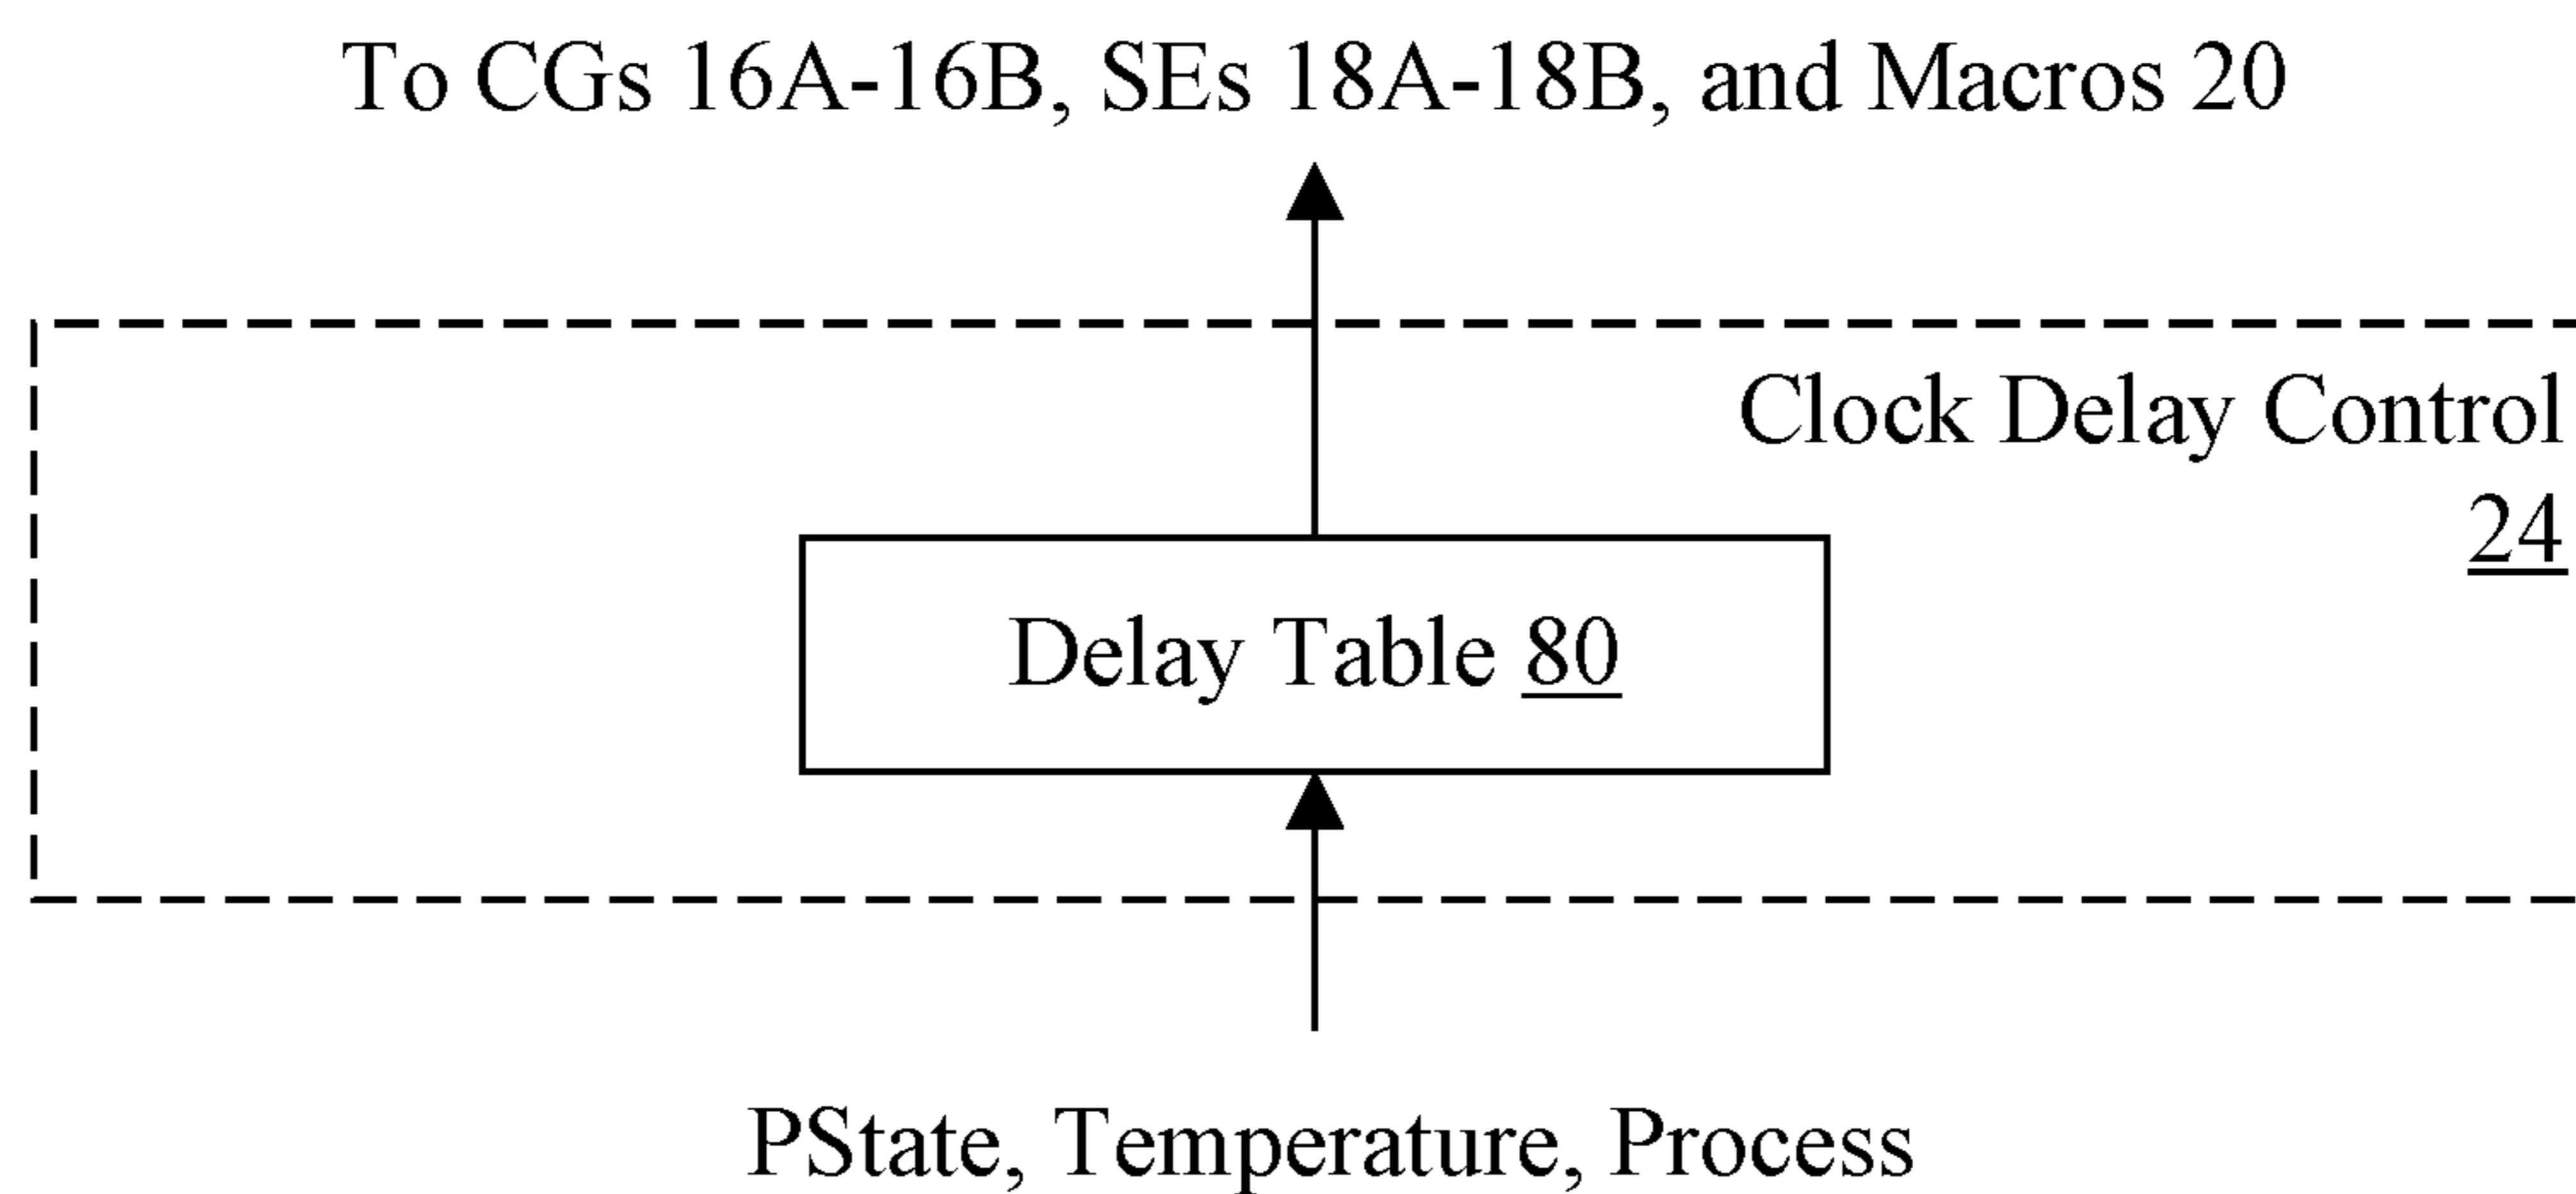 To CGs 16A-16B, SEs 18A-18B, and Macros 20
Clock Delay Control
24
Delay Table 80
PState, Temperature, Process